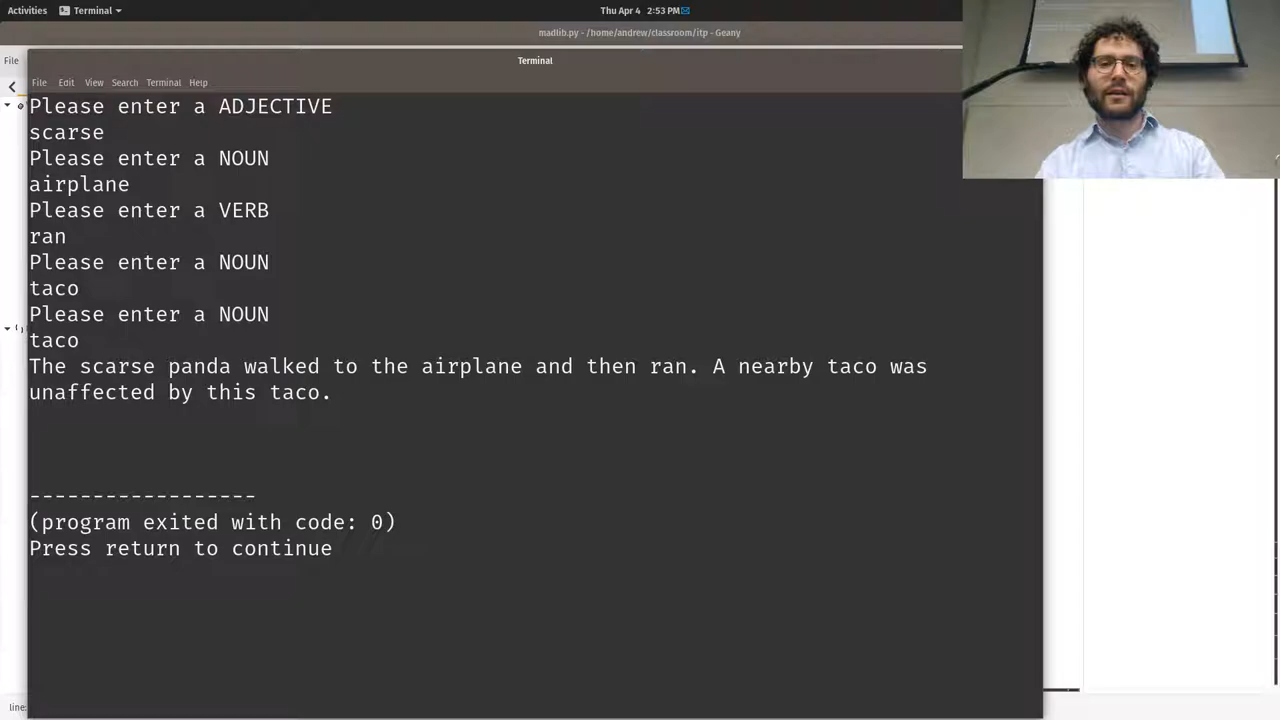 Activities Terminal Thu Apr 4 2:53 PM
madlib.py - /home/andrew/classroom/itp - Geany
File Terminal
File Edit View Search Terminal Help
Please enter a ADJECTIVE
scarse
Please enter a NOUN
airplane
Please enter a VERB
ran
Please enter a NOUN
taco
Please enter a NOUN
taco
The scarse panda walked to the airplane and then ran. A nearby taco was
unaffected by this taco.
------------------
(program exited with code: 0)
Press return to continue
line: